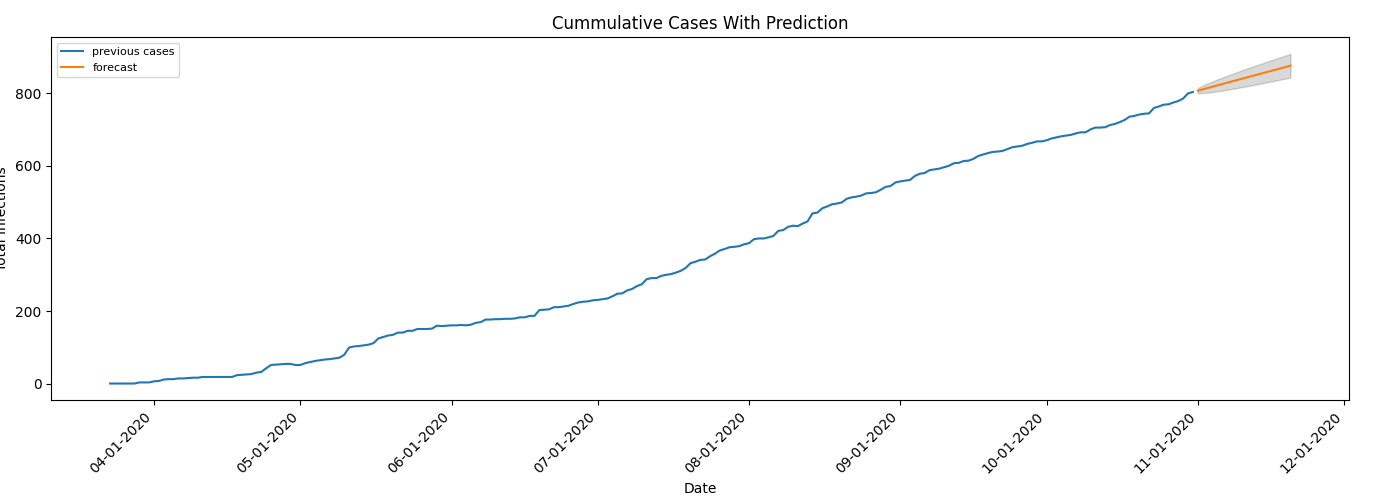 Cummulative Cases With Prediction
previous cases
forecast
800
600
400
200
0
Total Infections
04-01-2020
05-01-2020
06-01-2020
07-01-2020
08-01-2020
09-01-2020
10-01-2020
11-01-2020
12-01-2020
Date